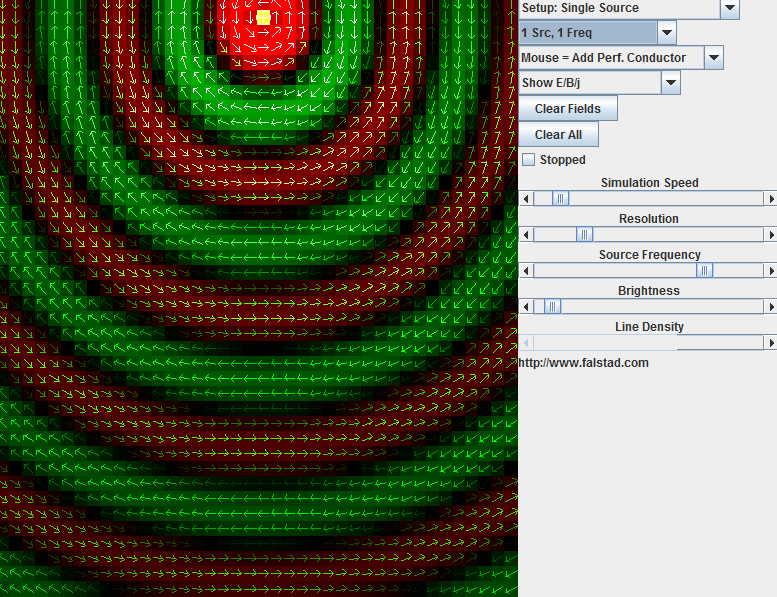 Setup: Single Source
1 Src, 1 Freq
Mouse = Add Perf. Conductor
Show E/B/j
Clear Fields
Clear All
Stopped
Simulation Speed
Resolution
Source Frequency
Brightness
Line Density
http://www.falstad.com